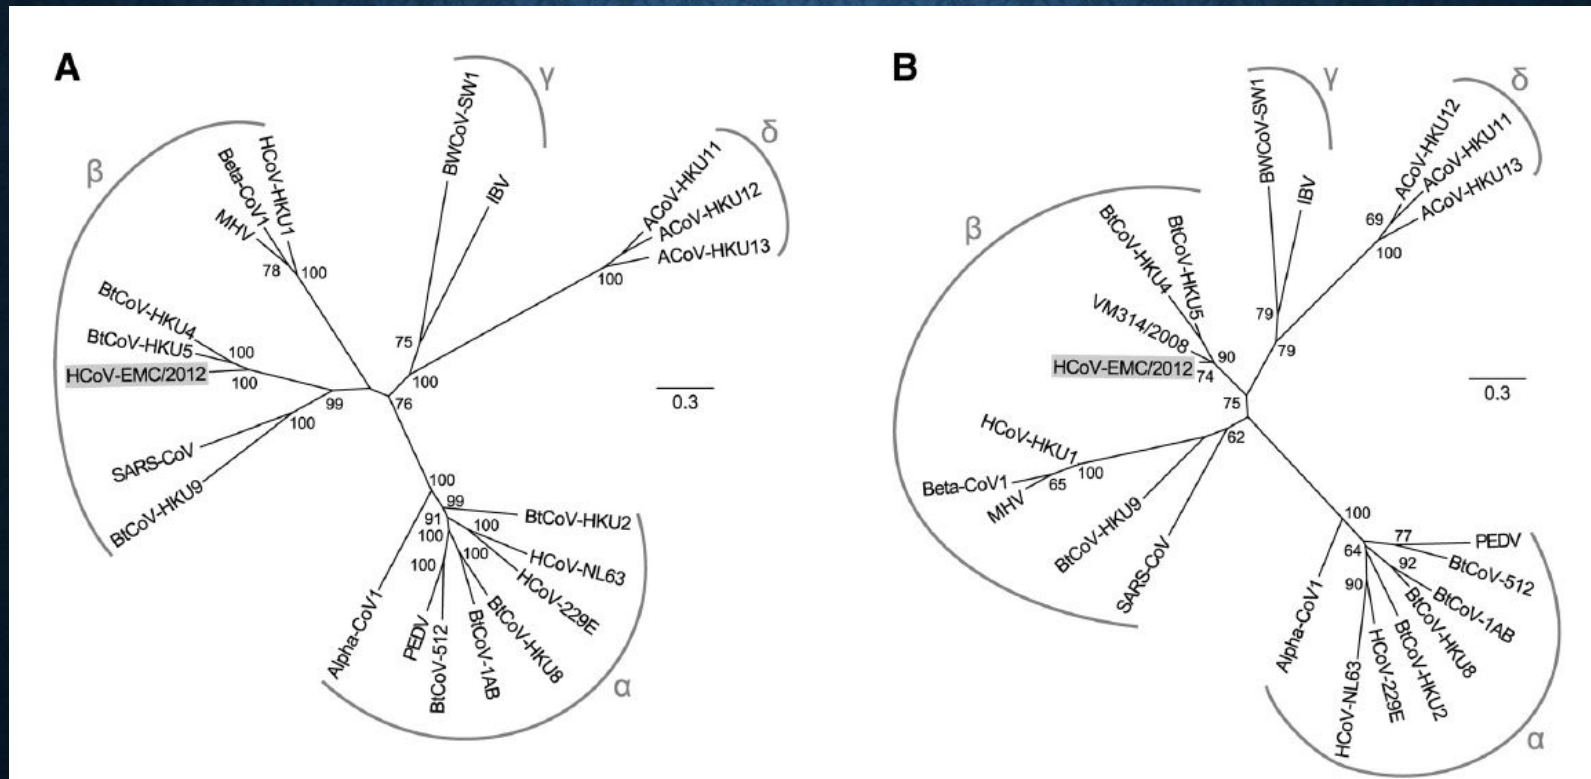 A
γ
BWCoV-SW1
IBV
δ
ACoV-HKU11
ACoV-HKU12
ACoV-HKU13
100
β
HCoV-HKU1
Beta-CoV1
MHV
78
100
BtCoV-HKU4
BtCoV-HKU5
HCoV-EMC/2012
100
100
99
SARS-CoV
BtCoV-HKU9
100
75
100
76
0.3
100
99
91
100
100
100
100
BtCoV-HKU2
HCoV-NL63
HCoV-229E
BtCoV-HKU8
BtCoV-1AB
BtCoV-512
PEDV
Alpha-CoV1
α
B
γ
BWCoV-SW1
IBV
δ
ACoV-HKU12
ACoV-HKU11
ACoV-HKU13
69
100
79
79
β
BtCoV-HKU5
BtCoV-HKU4
VM314/2008
HCoV-EMC/2012
90
74
75
62
HCoV-HKU1
Beta-CoV1
MHV
65
100
BtCoV-HKU9
SARS-CoV
0.3
100
77
64
92
90
PEDV
BtCoV-512
BtCoV-1AB
BtCoV-HKU8
BtCoV-HKU2
HCoV-229E
HCoV-NL63
Alpha-CoV1
α